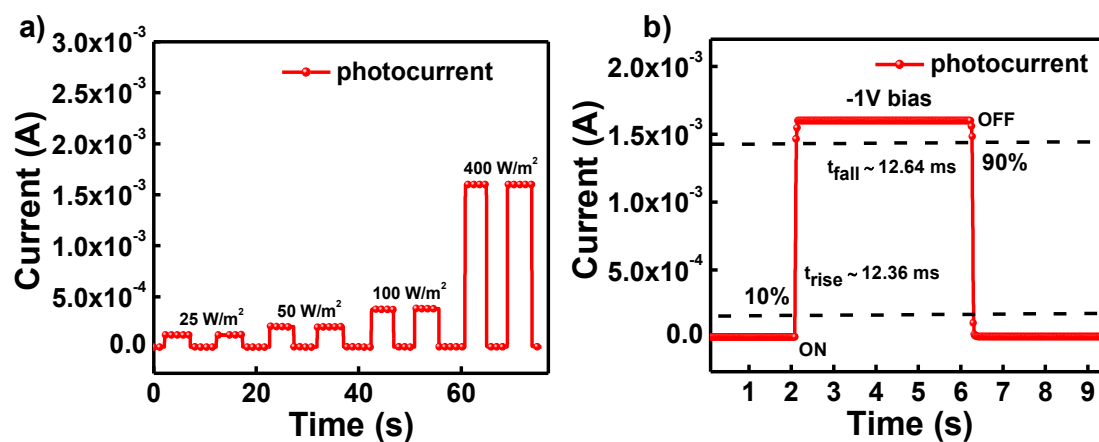 a)
Current (A)
3.0x10⁻³
2.5x10⁻³
2.0x10⁻³
1.5x10⁻³
1.0x10⁻³
5.0x10⁻⁴
0.0
photocurrent
25 W/m²
50 W/m²
100 W/m²
400 W/m²
0 20 40 60
Time (s)
b)
Current (A)
2.0x10⁻³
1.5x10⁻³
1.0x10⁻³
5.0x10⁻⁴
0.0
photocurrent
-1V bias
OFF
90%
t_fall ~ 12.64 ms
t_rise ~ 12.36 ms
10%
ON
1 2 3 4 5 6 7 8 9
Time (s)